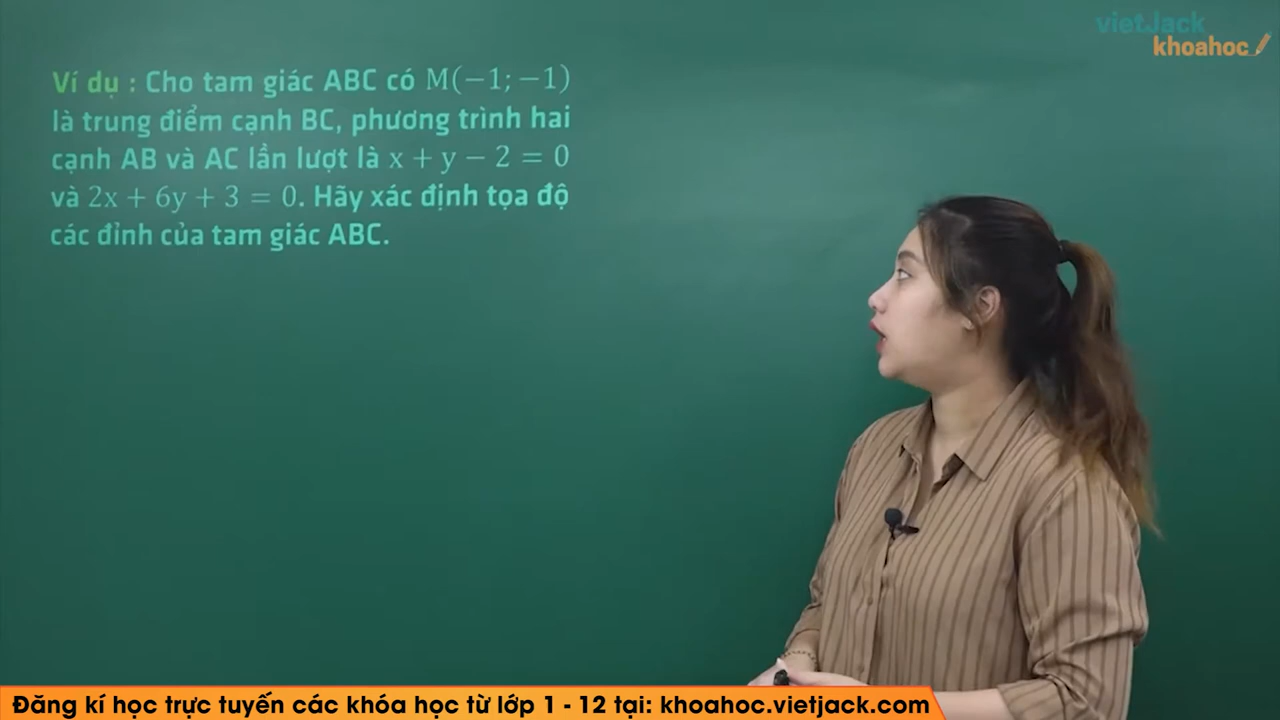 vietJack
khoahoc
Ví dụ : Cho tam giác ABC có M(−1; −1)
là trung điểm cạnh BC, phương trình hai
cạnh AB và AC lần lượt là x + y − 2 = 0
và 2x + 6y + 3 = 0. Hãy xác định tọa độ
các đỉnh của tam giác ABC.
Đăng kí học trực tuyến các khóa học từ lớp 1 - 12 tại: khoahoc.vietjack.com